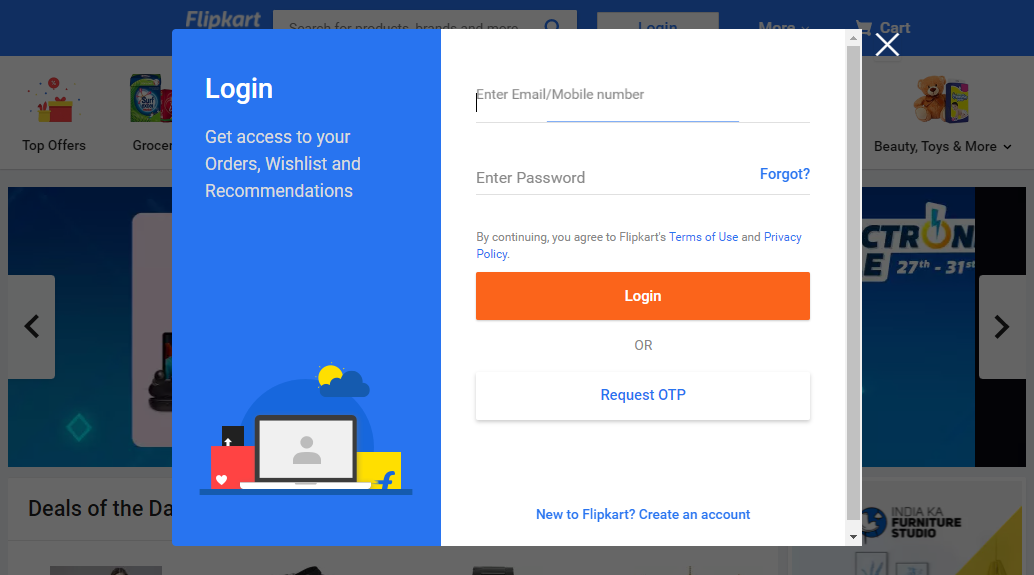 Flipkart
Search for products, brands and more
Login
More
Cart
Top Offers
Grocer
Beauty, Toys & More
Login
Get access to your
Orders, Wishlist and
Recommendations
Enter Email/Mobile number
Enter Password
Forgot?
By continuing, you agree to Flipkart's Terms of Use and Privacy
Policy.
Login
OR
Request OTP
New to Flipkart? Create an account
CTRON
E 27th - 31st
Deals of the Da
INDIA KA
FURNITURE
STUDIO